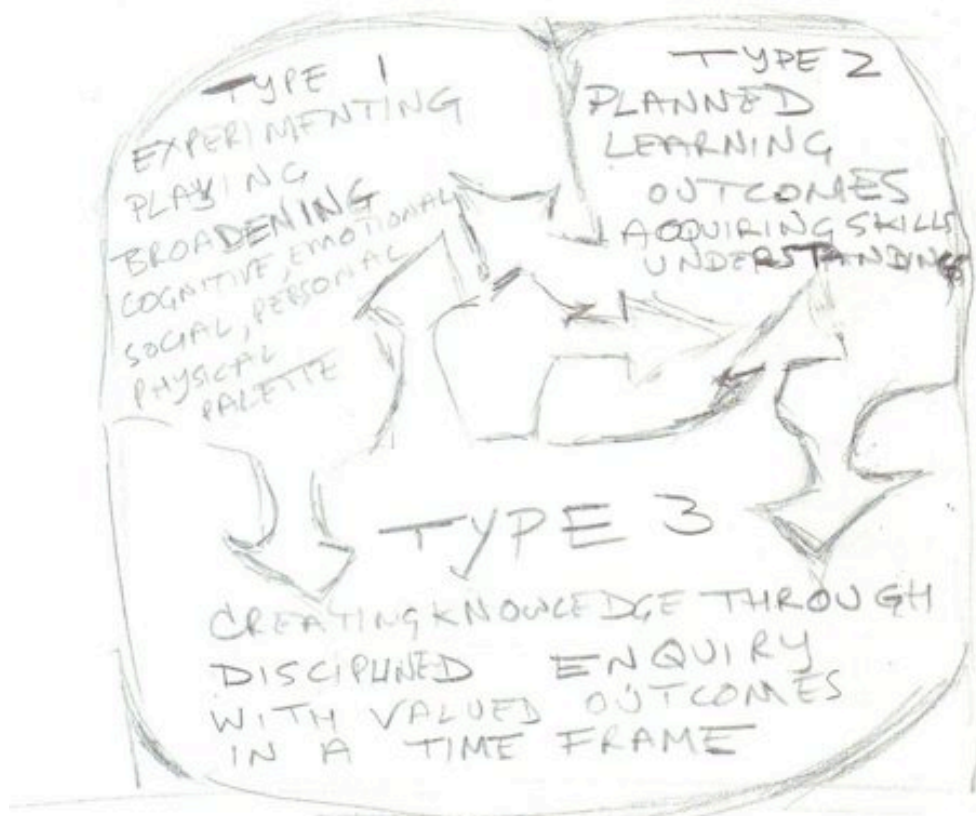 TYPE 1
EXPERIMENTING
PLAYING
BROADENING
COGNITIVE, EMOTIONAL
SOCIAL, PERSONAL
PHYSICAL
PALETTE
TYPE 2
PLANNED
LEARNING
OUTCOMES
ACQUIRING SKILLS
UNDERSTANDINGS
TYPE 3
CREATING KNOWLEDGE THROUGH
DISCIPLINED ENQUIRY
WITH VALUED OUTCOMES
IN A TIME FRAME